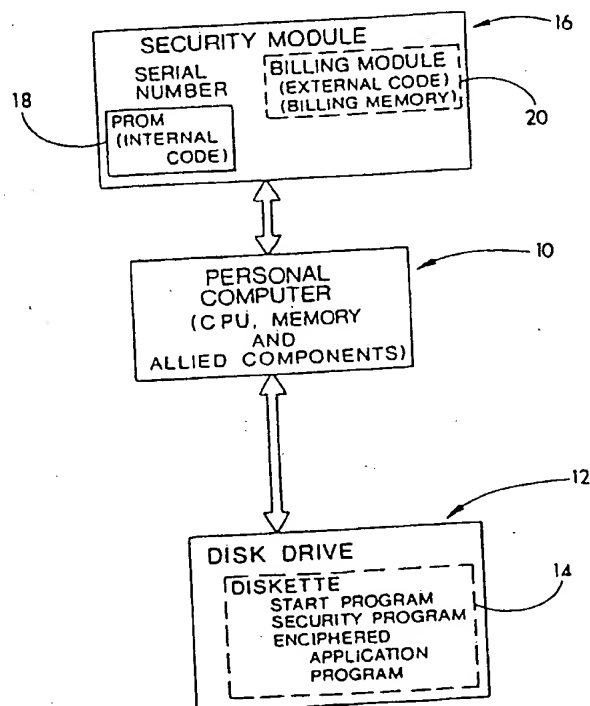 SECURITY MODULE
16
SERIAL
NUMBER
BILLING MODULE
(EXTERNAL CODE)
(BILLING MEMORY)
18
20
PROM
(INTERNAL
CODE)
10
PERSONAL
COMPUTER
(CPU, MEMORY
AND
ALLIED COMPONENTS)
12
DISK DRIVE
14
DISKETTE
START PROGRAM
SECURITY PROGRAM
ENCIPHERED
APPLICATION
PROGRAM